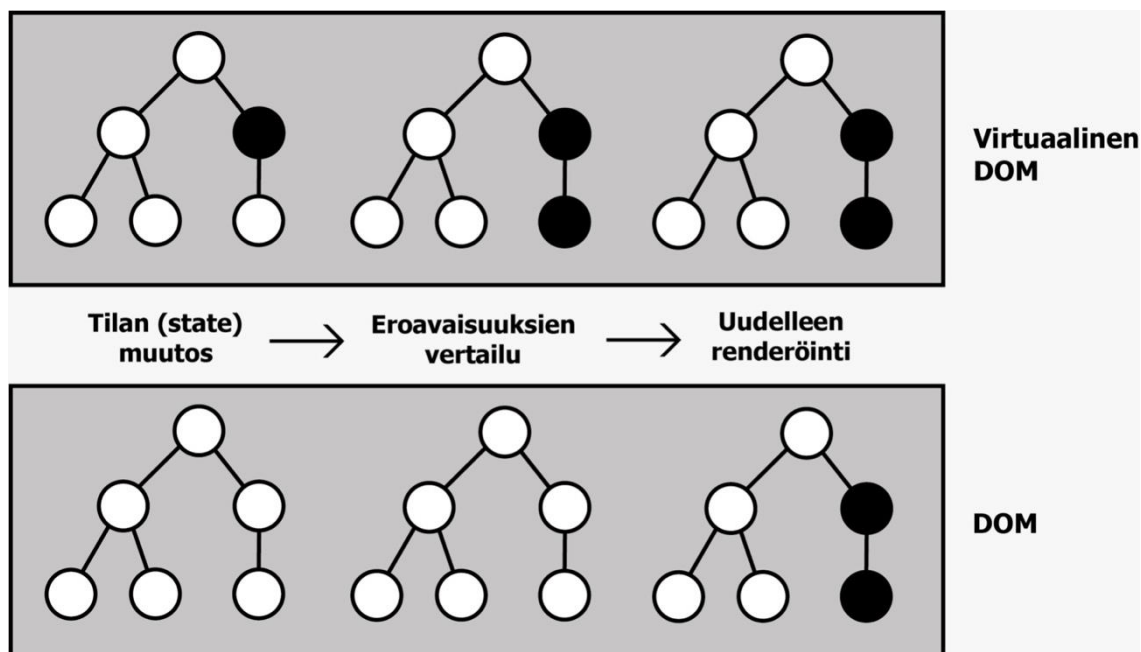 Virtuaalinen
DOM
Tilan (state)
muutos
Eroavaisuuksien
vertailu
Uudelleen
renderöinti
DOM